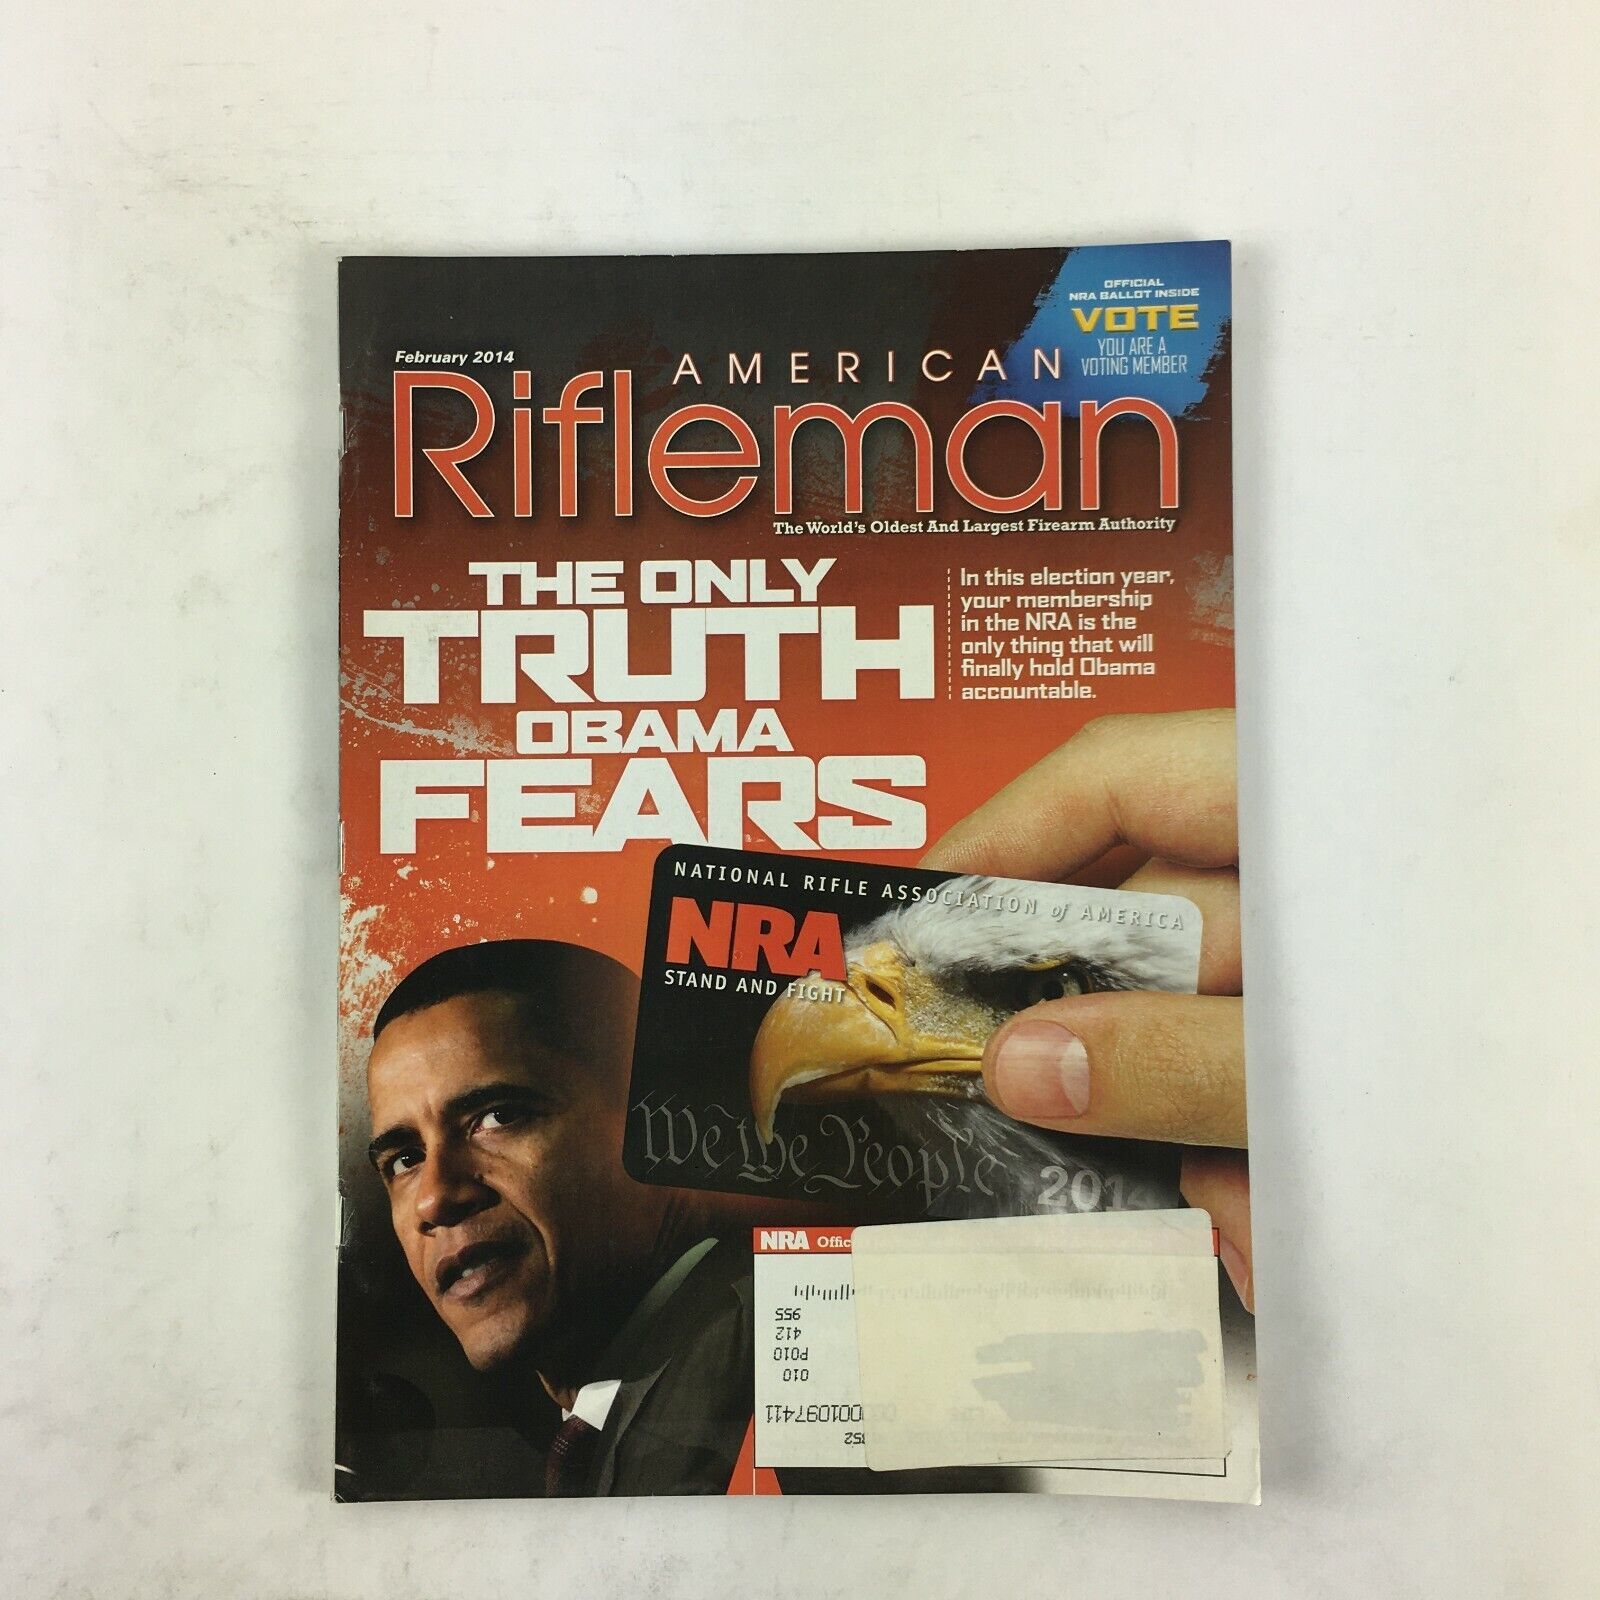 OFFICIAL
NRA BALLOT INSIDE
VOTE
YOU ARE A
VOTING MEMBER
February 2014
AMERICAN
Rifleman
The World's Oldest And Largest Firearm Authority
THE ONLY
TRUTH
OBAMA
FEARS
In this election year,
your membership
in the NRA is the
only thing that will
finally hold Obama
accountable.
NATIONAL RIFLE ASSOCIATION of AMERICA
NRA
STAND AND FIGHT
We the People
2014
NRA Offic
955
412
P010
010